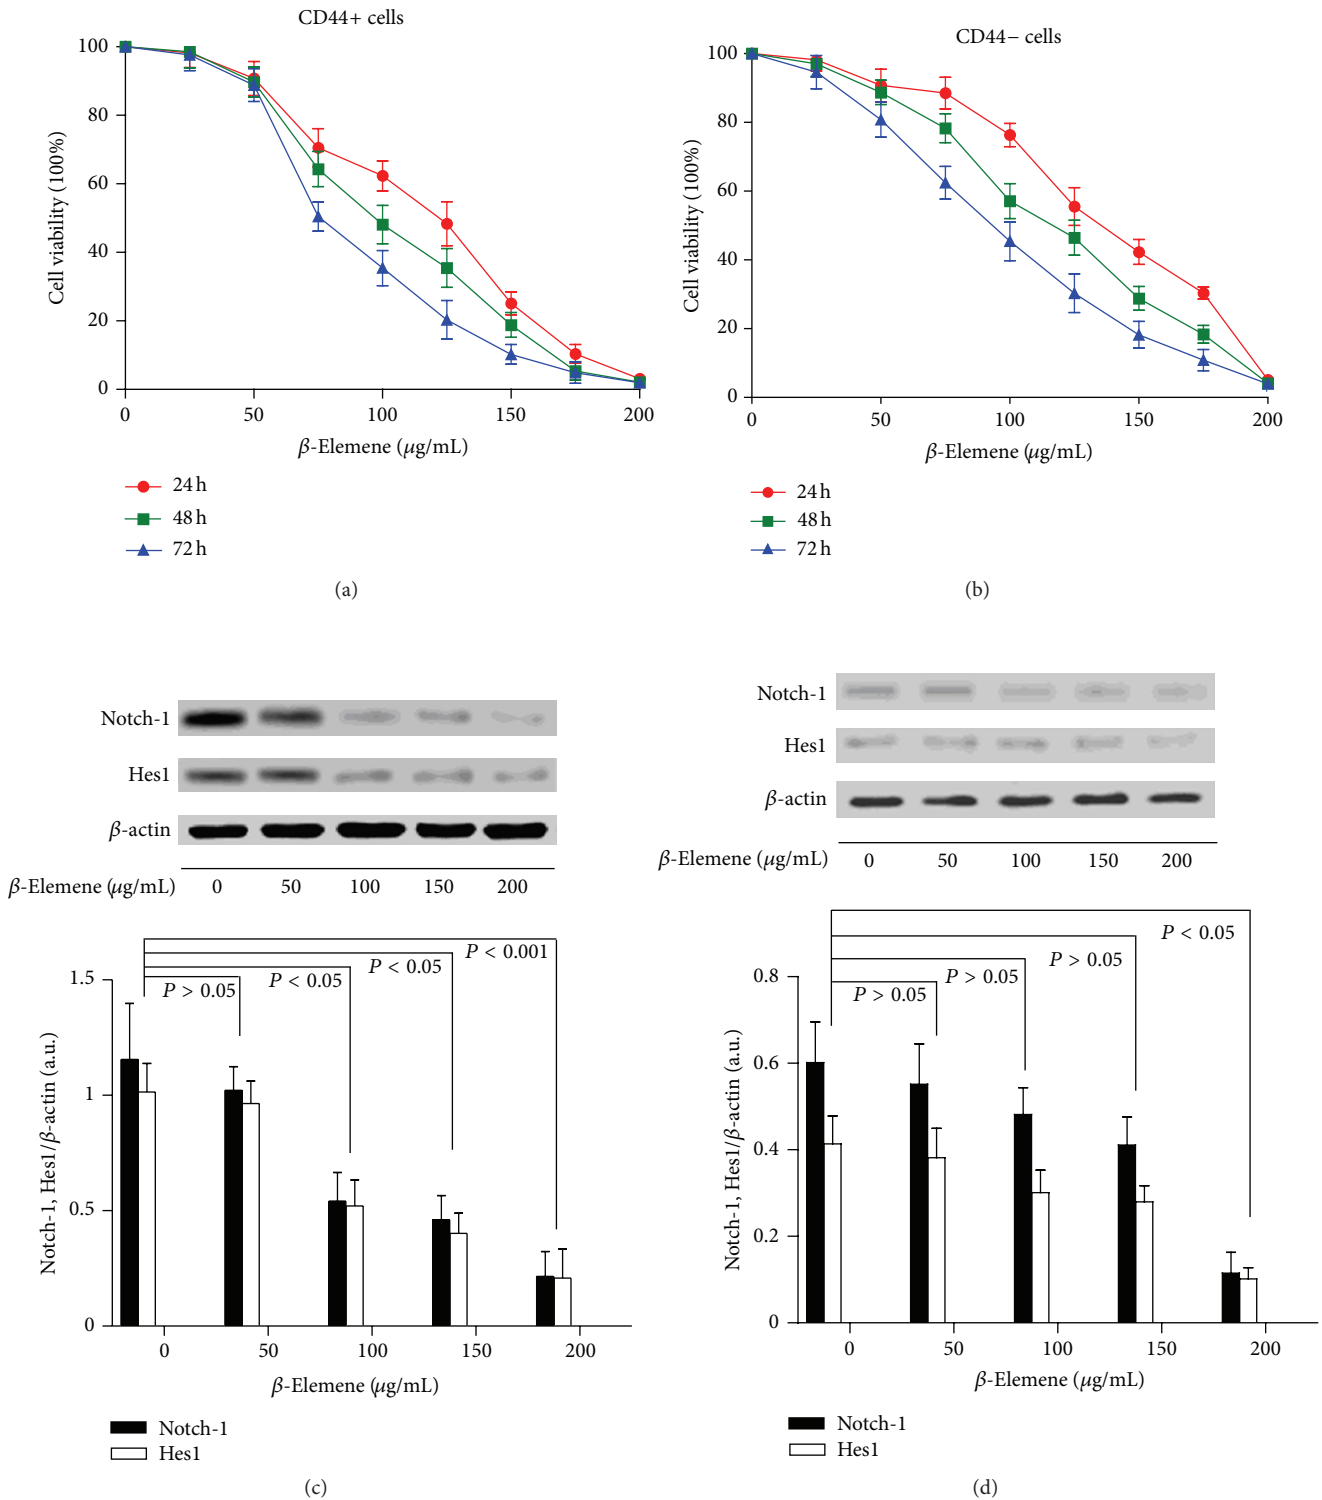 CD44+ cells
100
80
60
40
20
0
Cell viability (100%)
0 50 100 150 200
β-Elemene (μg/mL)
24 h
48 h
72 h
(a)
CD44− cells
100
80
60
40
20
0
Cell viability (100%)
0 50 100 150 200
β-Elemene (μg/mL)
24 h
48 h
72 h
(b)
Notch-1
Hes1
β-actin
β-Elemene (μg/mL) 0 50 100 150 200
P < 0.001
P < 0.05
P < 0.05
P > 0.05
1.5
1
0.5
0
Notch-1, Hes1/β-actin (a.u.)
0 50 100 150 200
β-Elemene (μg/mL)
Notch-1
Hes1
(c)
Notch-1
Hes1
β-actin
β-Elemene (μg/mL) 0 50 100 150 200
P < 0.05
P > 0.05
P > 0.05
P > 0.05
0.8
0.6
0.4
0.2
0
Notch-1, Hes1/β-actin (a.u.)
0 50 100 150 200
β-Elemene (μg/mL)
Notch-1
Hes1
(d)